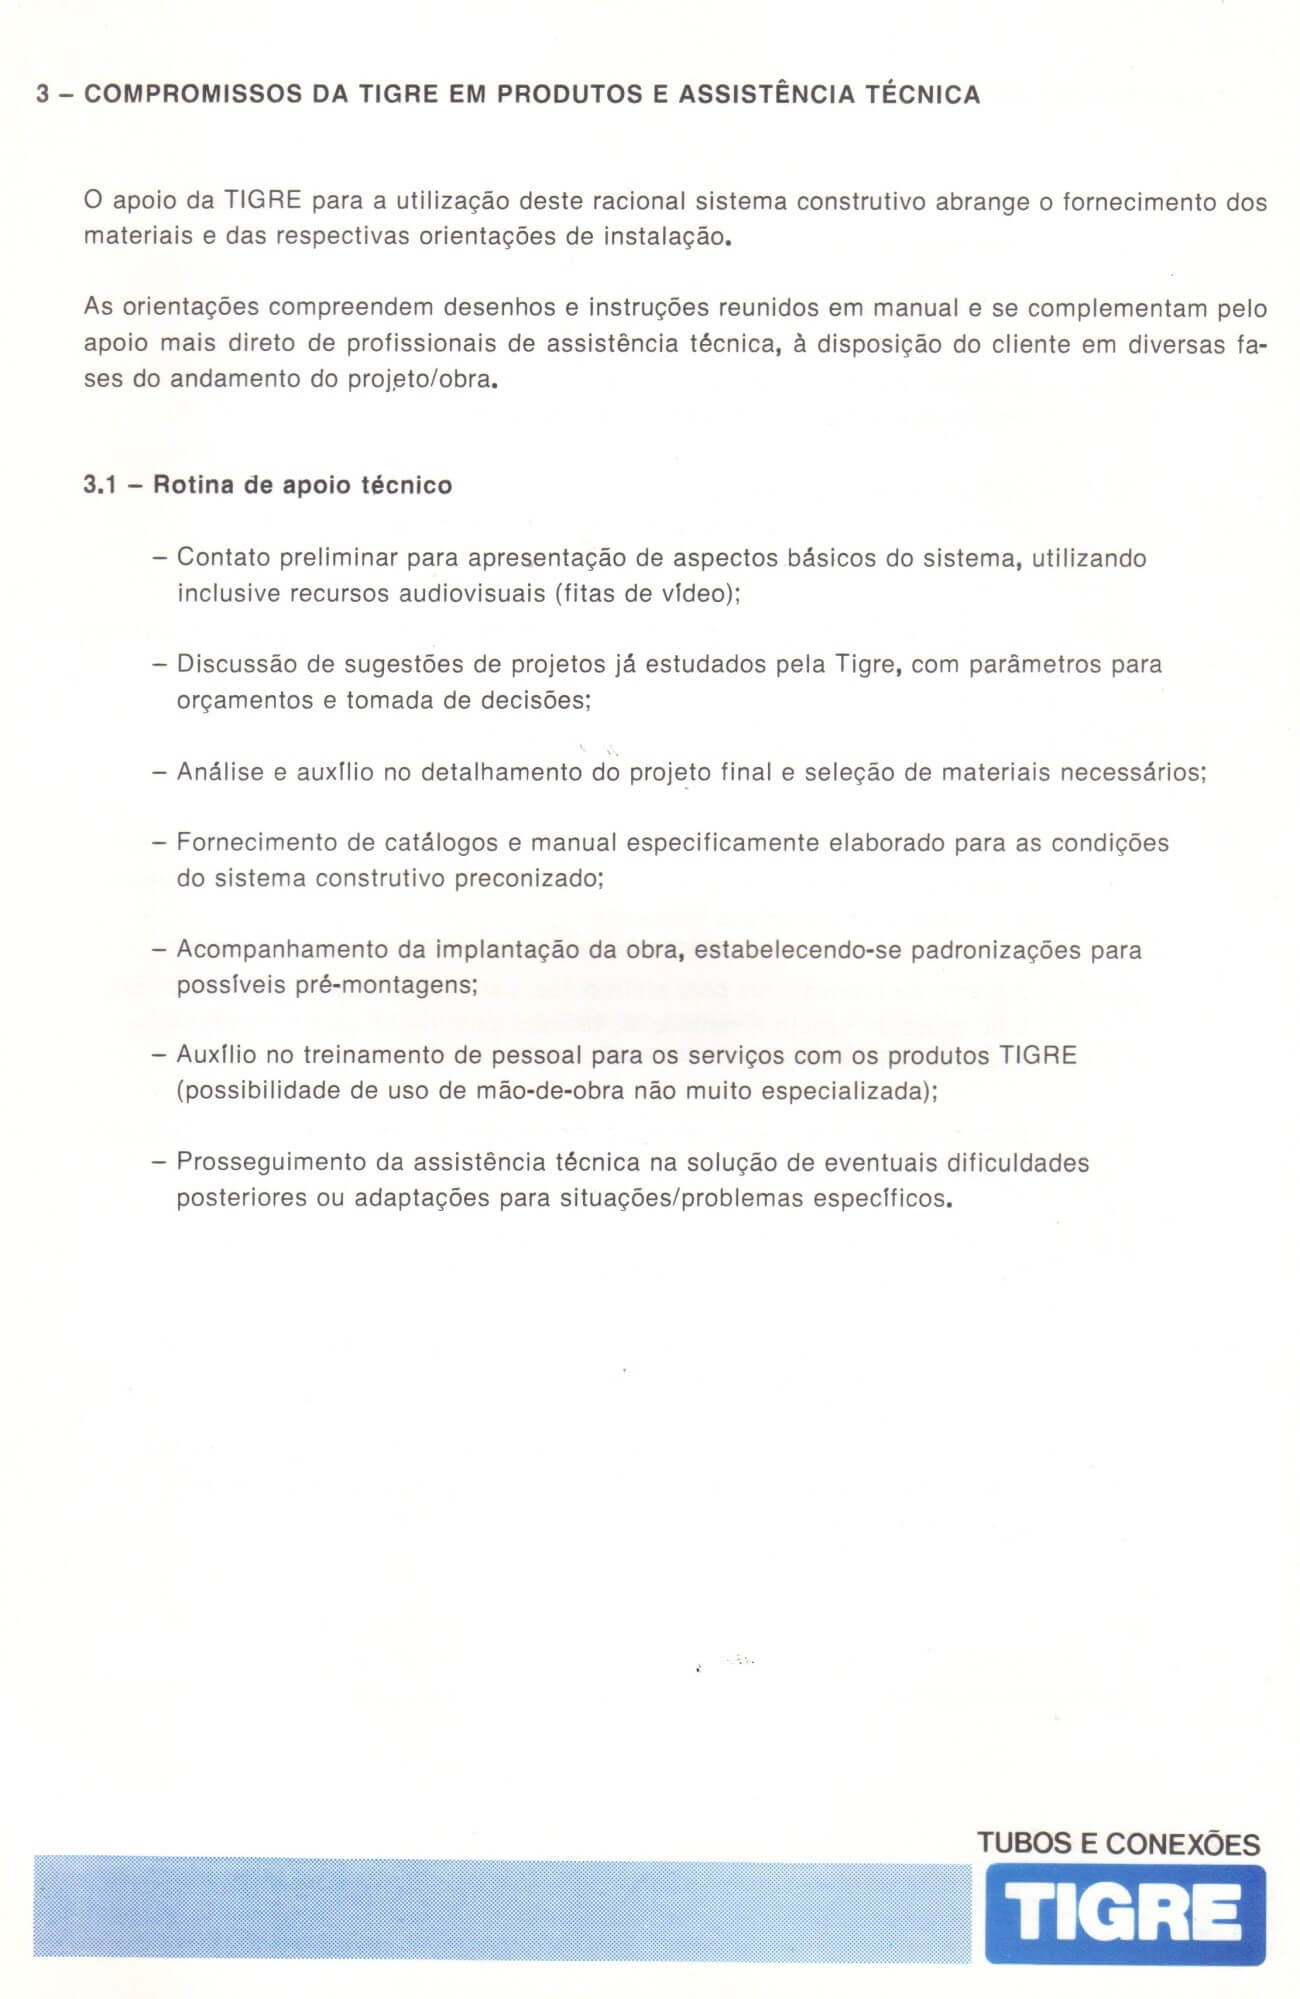 3 – COMPROMISSOS DA TIGRE EM PRODUTOS E ASSISTÊNCIA TÉCNICA
O apoio da TIGRE para a utilização deste racional sistema construtivo abrange o fornecimento dos
materiais e das respectivas orientações de instalação.
As orientações compreendem desenhos e instruções reunidos em manual e se complementam pelo
apoio mais direto de profissionais de assistência técnica, à disposição do cliente em diversas fa-
ses do andamento do projeto/obra.
3.1 – Rotina de apoio técnico
– Contato preliminar para apresentação de aspectos básicos do sistema, utilizando
inclusive recursos audiovisuais (fitas de vídeo);
– Discussão de sugestões de projetos já estudados pela Tigre, com parâmetros para
orçamentos e tomada de decisões;
– Análise e auxílio no detalhamento do projeto final e seleção de materiais necessários;
– Fornecimento de catálogos e manual especificamente elaborado para as condições
do sistema construtivo preconizado;
– Acompanhamento da implantação da obra, estabelecendo-se padronizações para
possíveis pré-montagens;
– Auxílio no treinamento de pessoal para os serviços com os produtos TIGRE
(possibilidade de uso de mão-de-obra não muito especializada);
– Prosseguimento da assistência técnica na solução de eventuais dificuldades
posteriores ou adaptações para situações/problemas específicos.
TUBOS E CONEXÕES
TIGRE